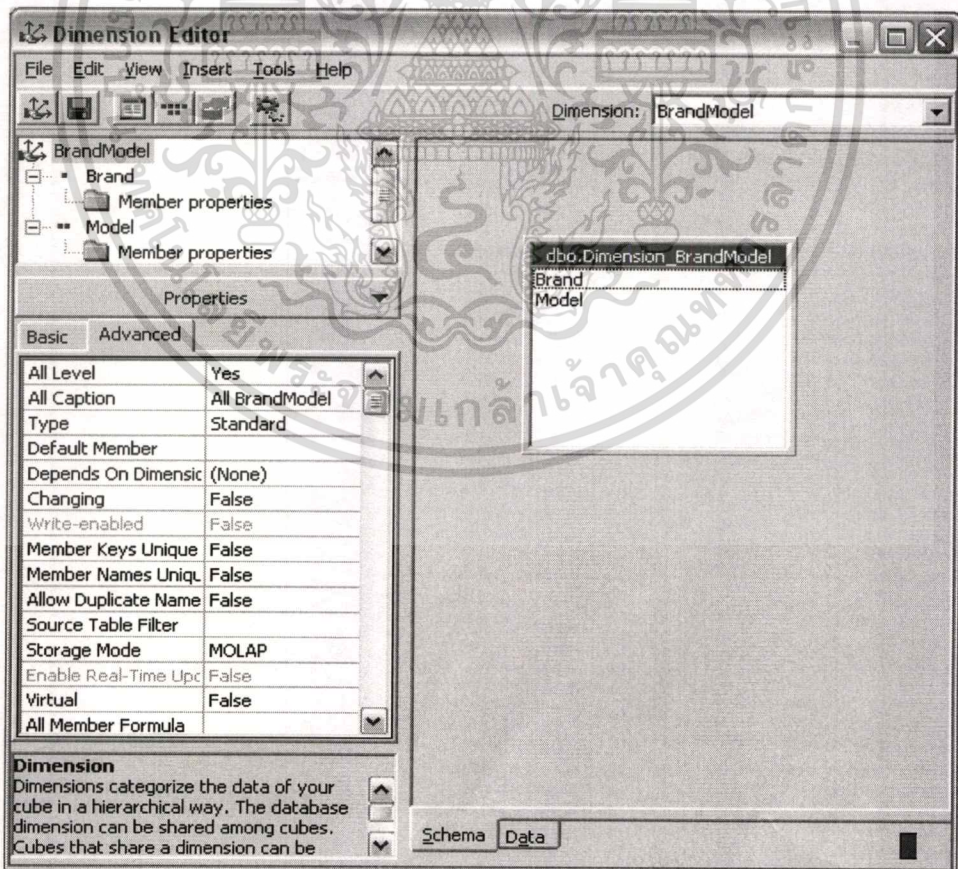 Dimension Editor
File Edit View Insert Tools Help
Dimension: BrandModel
BrandModel
Brand
Member properties
Model
Member properties
Properties
Basic Advanced
All Level Yes
All Caption All BrandModel
Type Standard
Default Member
Depends On Dimensic (None)
Changing False
Write-enabled False
Member Keys Unique False
Member Names Uniqu False
Allow Duplicate Name False
Source Table Filter
Storage Mode MOLAP
Enable Real-Time Upd False
Virtual False
All Member Formula
Dimension
Dimensions categorize the data of your
cube in a hierarchical way. The database
dimension can be shared among cubes.
Cubes that share a dimension can be
dbo.Dimension_BrandModel
Brand
Model
Schema Data